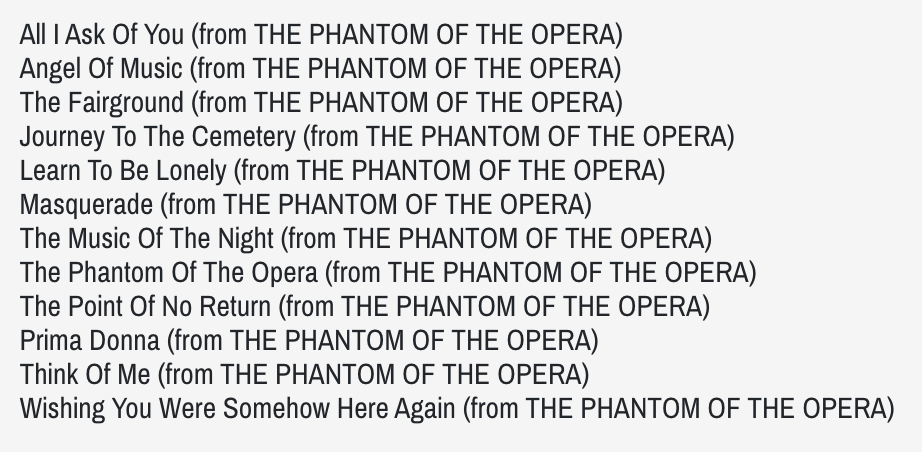 All I Ask Of You (from THE PHANTOM OF THE OPERA)
Angel Of Music (from THE PHANTOM OF THE OPERA)
The Fairground (from THE PHANTOM OF THE OPERA)
Journey To The Cemetery (from THE PHANTOM OF THE OPERA)
Learn To Be Lonely (from THE PHANTOM OF THE OPERA)
Masquerade (from THE PHANTOM OF THE OPERA)
The Music Of The Night (from THE PHANTOM OF THE OPERA)
The Phantom Of The Opera (from THE PHANTOM OF THE OPERA)
The Point Of No Return (from THE PHANTOM OF THE OPERA)
Prima Donna (from THE PHANTOM OF THE OPERA)
Think Of Me (from THE PHANTOM OF THE OPERA)
Wishing You Were Somehow Here Again (from THE PHANTOM OF THE OPERA)